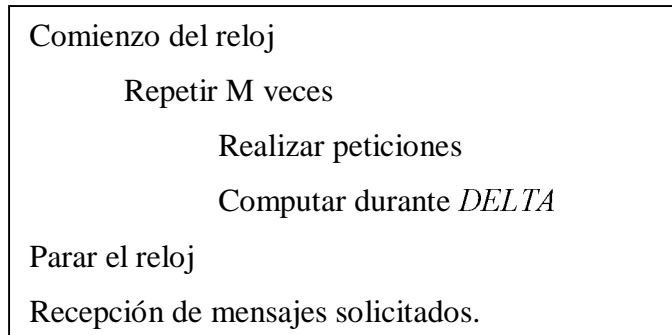 Comienzo del reloj
Repetir M veces
Realizar peticiones
Computar durante DELTA
Parar el reloj
Recepción de mensajes solicitados.